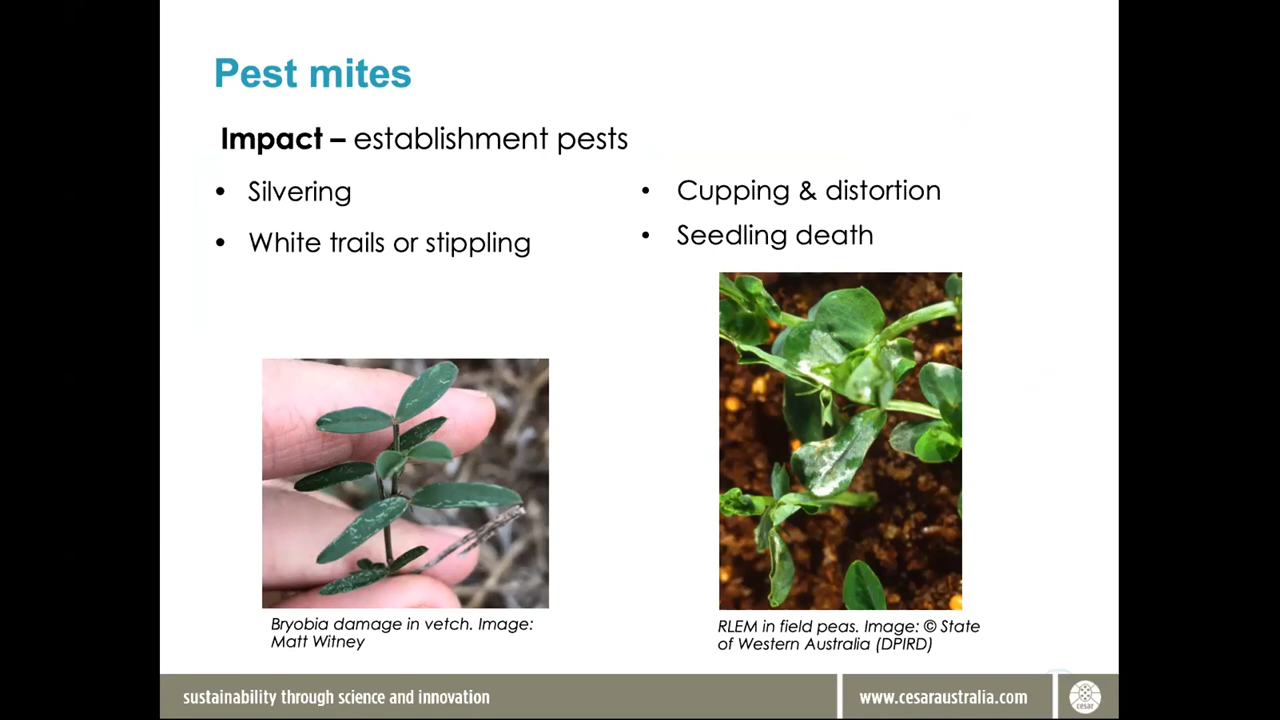 Pest mites
Impact – establishment pests
• Silvering
• White trails or stippling
• Cupping & distortion
• Seedling death
Bryobia damage in vetch. Image:
Matt Witney
RLEM in field peas. Image: © State
of Western Australia (DPIRD)
sustainability through science and innovation
www.cesaraustralia.com
cesar